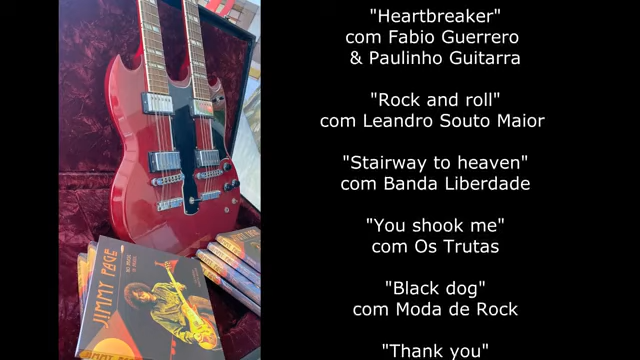 "Heartbreaker"
com Fabio Guerrero
& Paulinho Guitarra
"Rock and roll"
com Leandro Souto Maior
"Stairway to heaven"
com Banda Liberdade
"You shook me"
com Os Trutas
"Black dog"
com Moda de Rock
"Thank you"
JIMMY PAGE